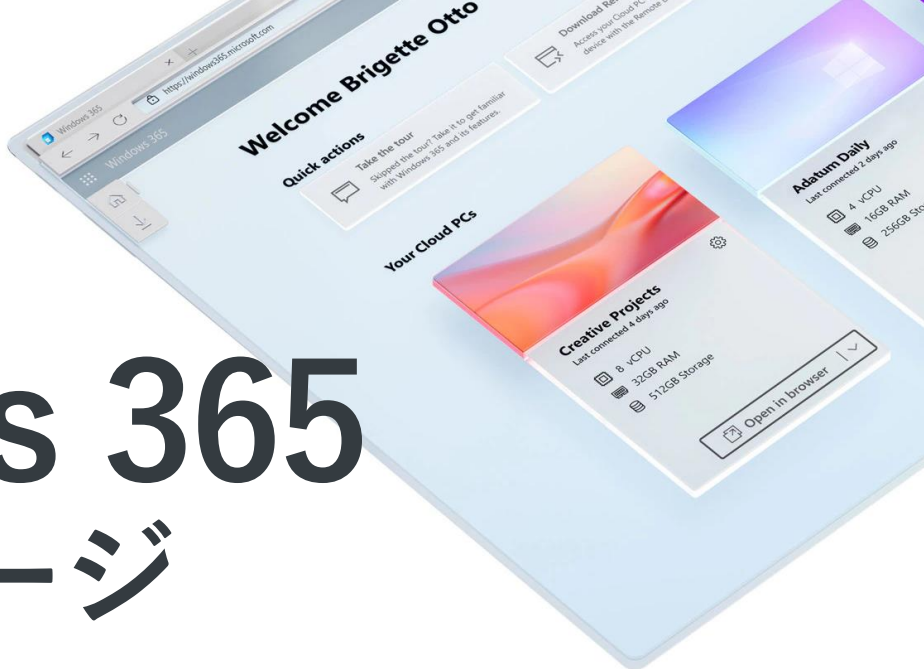 Windows 365
https://windows365.microsoft.com
Windows 365
Welcome Brigette Otto
Quick actions
Take the tour
Skipped the tour? Take it to get familiar
with Windows 365 and its features.
Download
Access your Cloud PC
device with the Remote
Your Cloud PCs
Creative Projects
Last connected 4 days ago
8 vCPU
32GB RAM
512GB Storage
Open in browser
Adatum Daily
Last connected 2 days ago
4 vCPU
16GB RAM
256GB
s 365
ージ